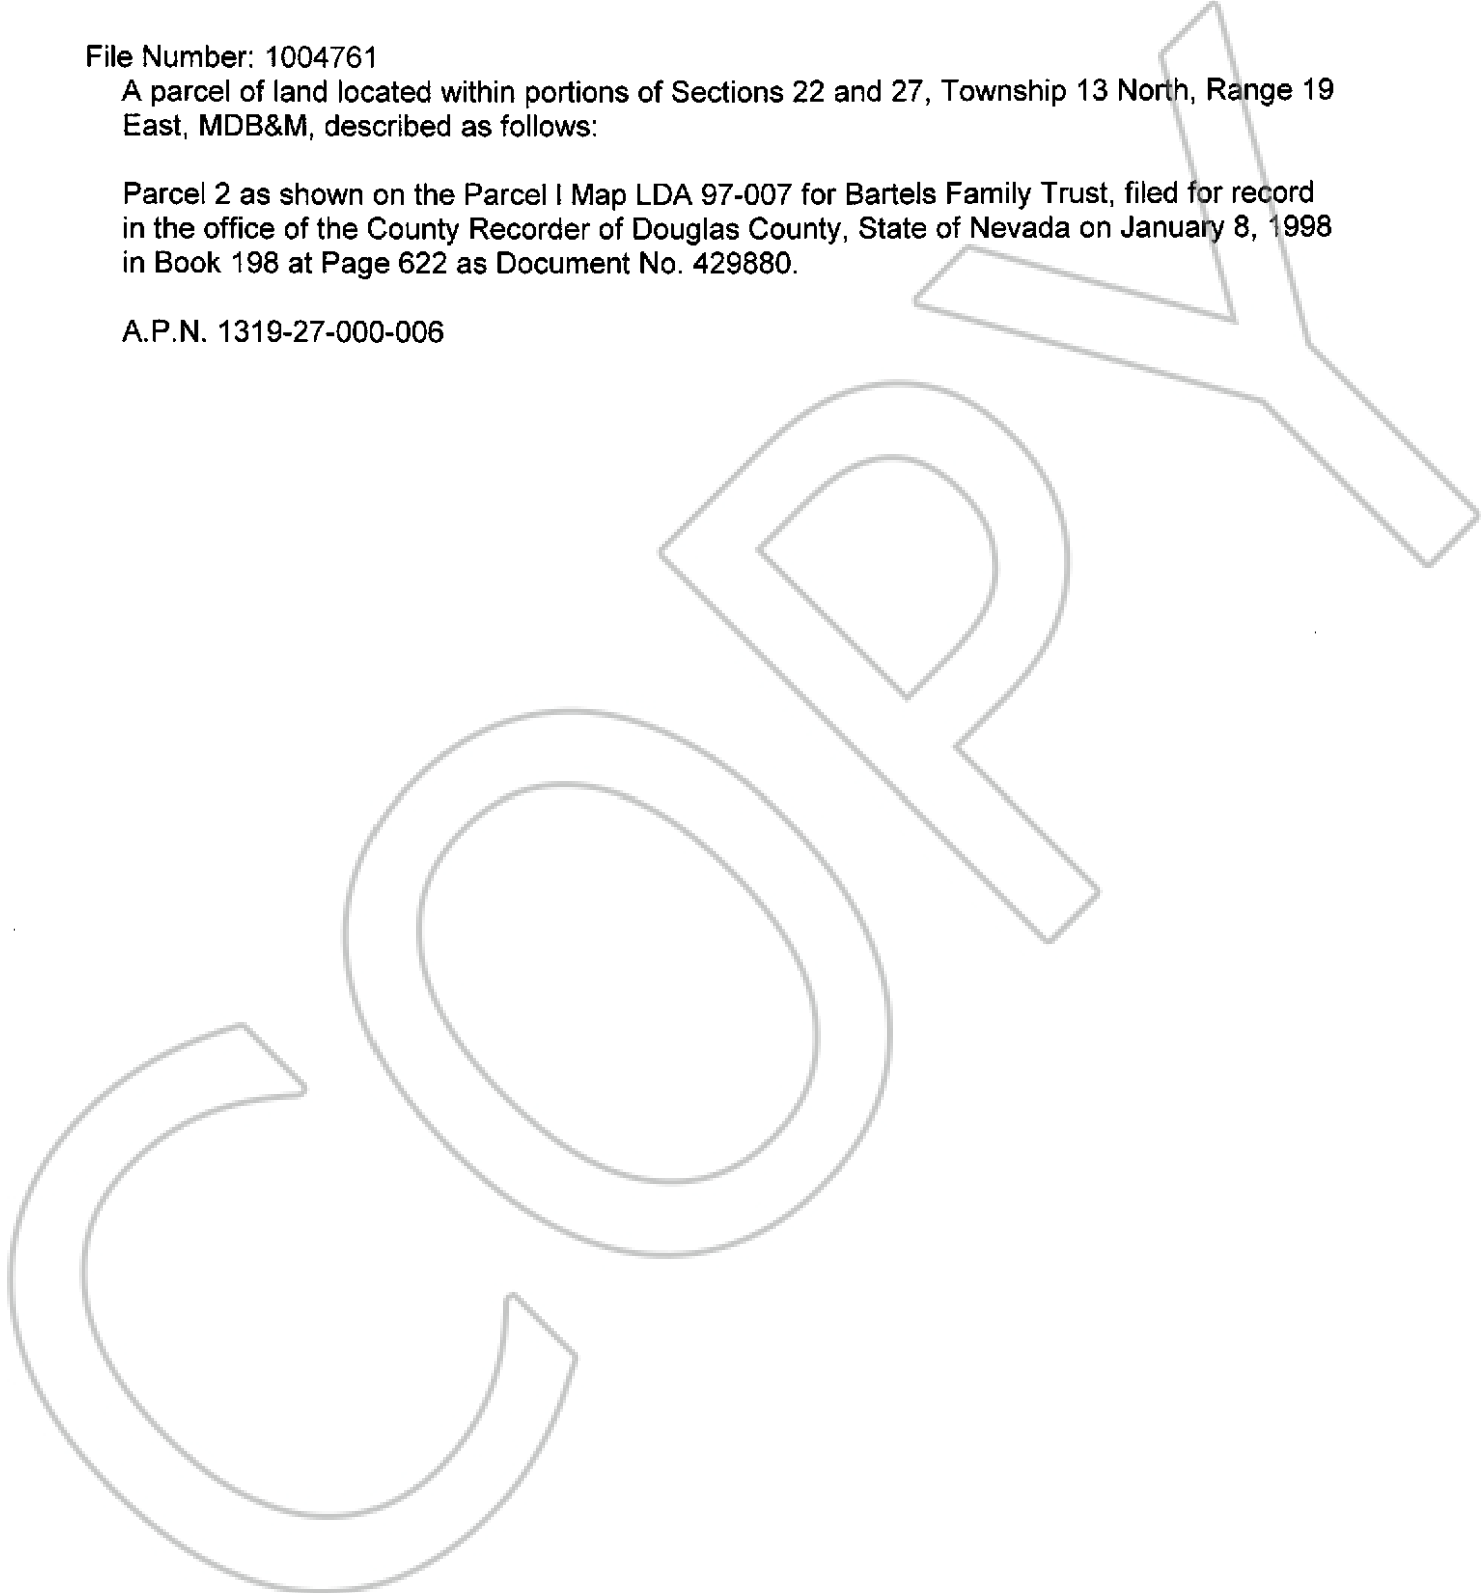 File Number: 1004761
A parcel of land located within portions of Sections 22 and 27, Township 13 North, Range 19
East, MDB&M, described as follows:
Parcel 2 as shown on the Parcel I Map LDA 97-007 for Bartels Family Trust, filed for record
in the office of the County Recorder of Douglas County, State of Nevada on January 8, 1998
in Book 198 at Page 622 as Document No. 429880.
A.P.N. 1319-27-000-006
COPY